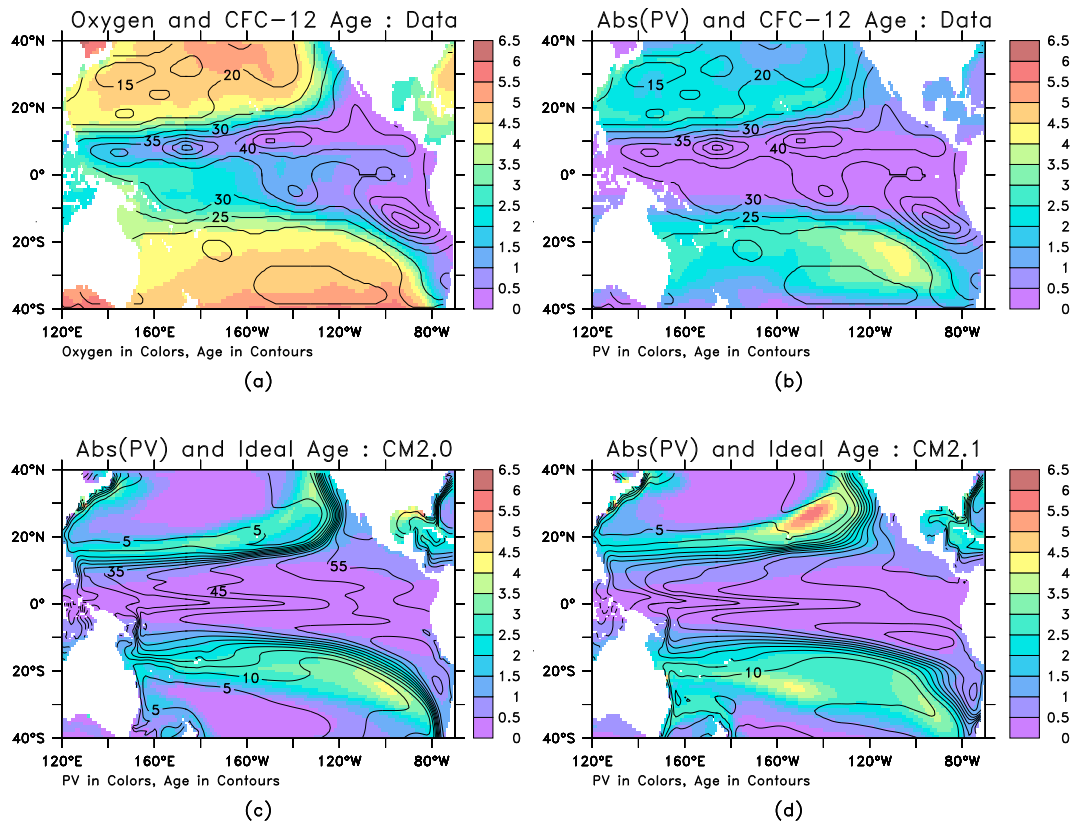 Oxygen and CFC-12 Age : Data
Abs(PV) and CFC-12 Age : Data
40°N
20°N
0°
20°S
40°S
15
20
30
35
40
30
25
6.5
6
5.5
5
4.5
4
3.5
3
2.5
2
1.5
1
0.5
0
120°E
160°E
160°W
120°W
80°W
Oxygen in Colors, Age in Contours
(a)
40°N
20°N
0°
20°S
40°S
15
20
30
35
40
30
25
6.5
6
5.5
5
4.5
4
3.5
3
2.5
2
1.5
1
0.5
0
120°E
160°E
160°W
120°W
80°W
PV in Colors, Age in Contours
(b)
Abs(PV) and Ideal Age : CM2.0
Abs(PV) and Ideal Age : CM2.1
40°N
20°N
0°
20°S
40°S
5
5
35
55
45
10
5
5
6.5
6
5.5
5
4.5
4
3.5
3
2.5
2
1.5
1
0.5
0
120°E
160°E
160°W
120°W
80°W
PV in Colors, Age in Contours
(c)
40°N
20°N
0°
20°S
40°S
5
10
6.5
6
5.5
5
4.5
4
3.5
3
2.5
2
1.5
1
0.5
0
120°E
160°E
160°W
120°W
80°W
PV in Colors, Age in Contours
(d)